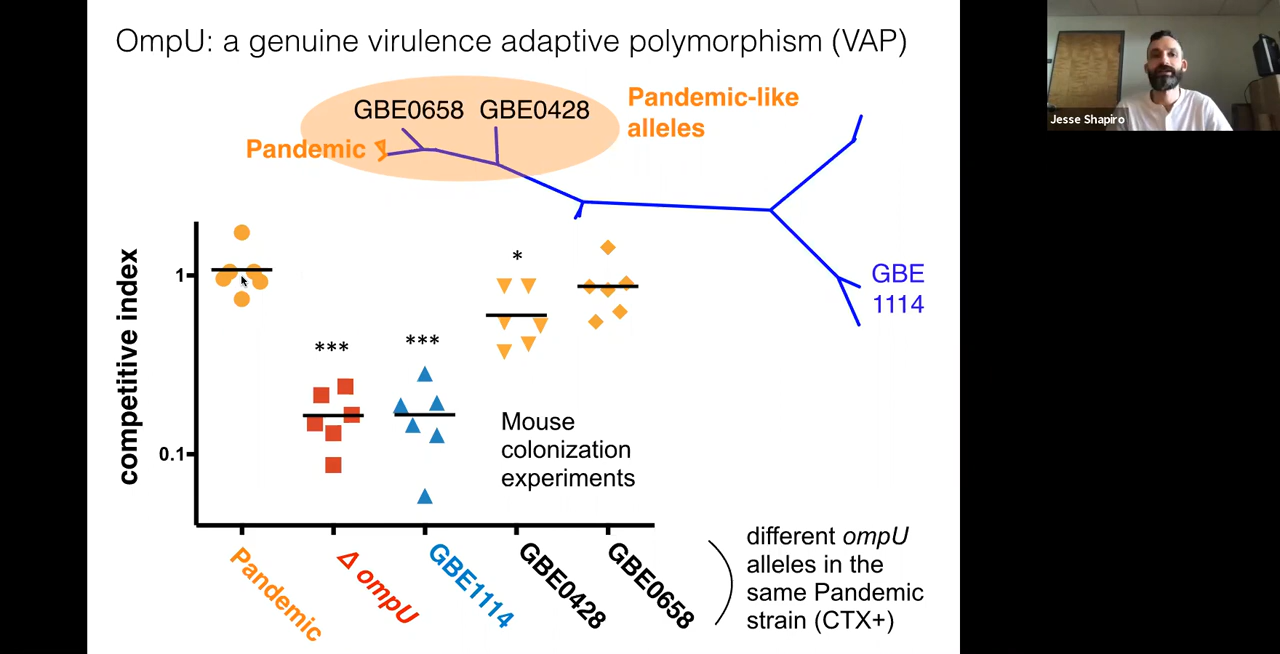 OmpU: a genuine virulence adaptive polymorphism (VAP)
GBE0658 GBE0428
Pandemic-like
alleles
Pandemic
Jesse Shapiro
GBE
1114
competitive index
1
0.1
***
***
*
Mouse
colonization
experiments
Pandemic
Δ ompU
GBE1114
GBE0428
GBE0658
different ompU
alleles in the
same Pandemic
strain (CTX+)